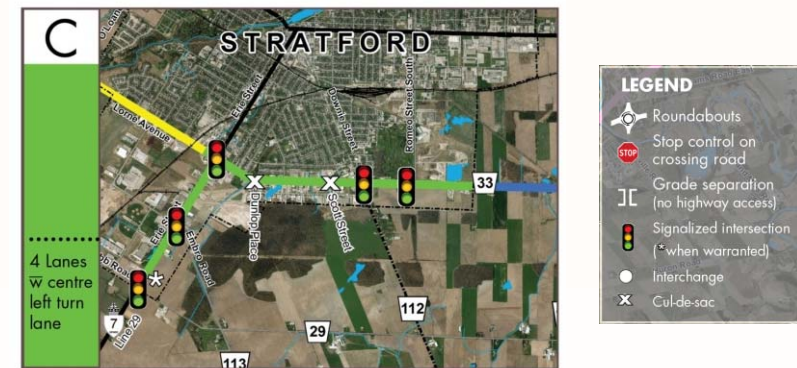 C
4 Lanes
w̅ centre
left turn
lane
STRATFORD
O'Loan
Lorne Avenue
Erie Street
Downie Street
Romeo Street South
33
Dunlop Place
Scott Street
Erie Street
Embro Road
*
7
Line 29
29
112
113
LEGEND
Roundabouts
STOP
Stop control on
crossing road
Grade separation
(no highway access)
Signalized intersection
(*when warranted)
Interchange
X Cul-de-sac